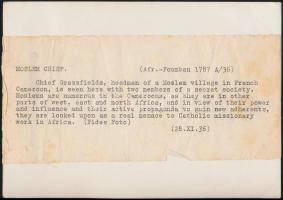 MOSLEM CHIEF. (Afr.-Foumban 1787 A/36)
Chief Grassfields, headman of a Moslem village in French
Cameroon, is seen here with two members of a secret society.
Moslems are numerous in the Cameroons, as they are in other
parts of west, east and north Africa, and in view of their power
and influence and their active propaganda to gain new adherents,
they are looked upon as a real menace to Catholic missionary
work in Africa. (Fides Foto)
(28.XI.36)